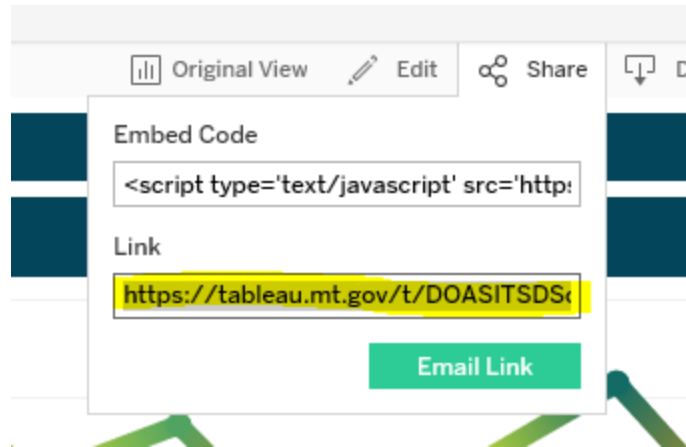 Original View Edit Share
Embed Code
<script type='text/javascript' src='http
Link
https://tableau.mt.gov/t/DOASITSDS
Email Link